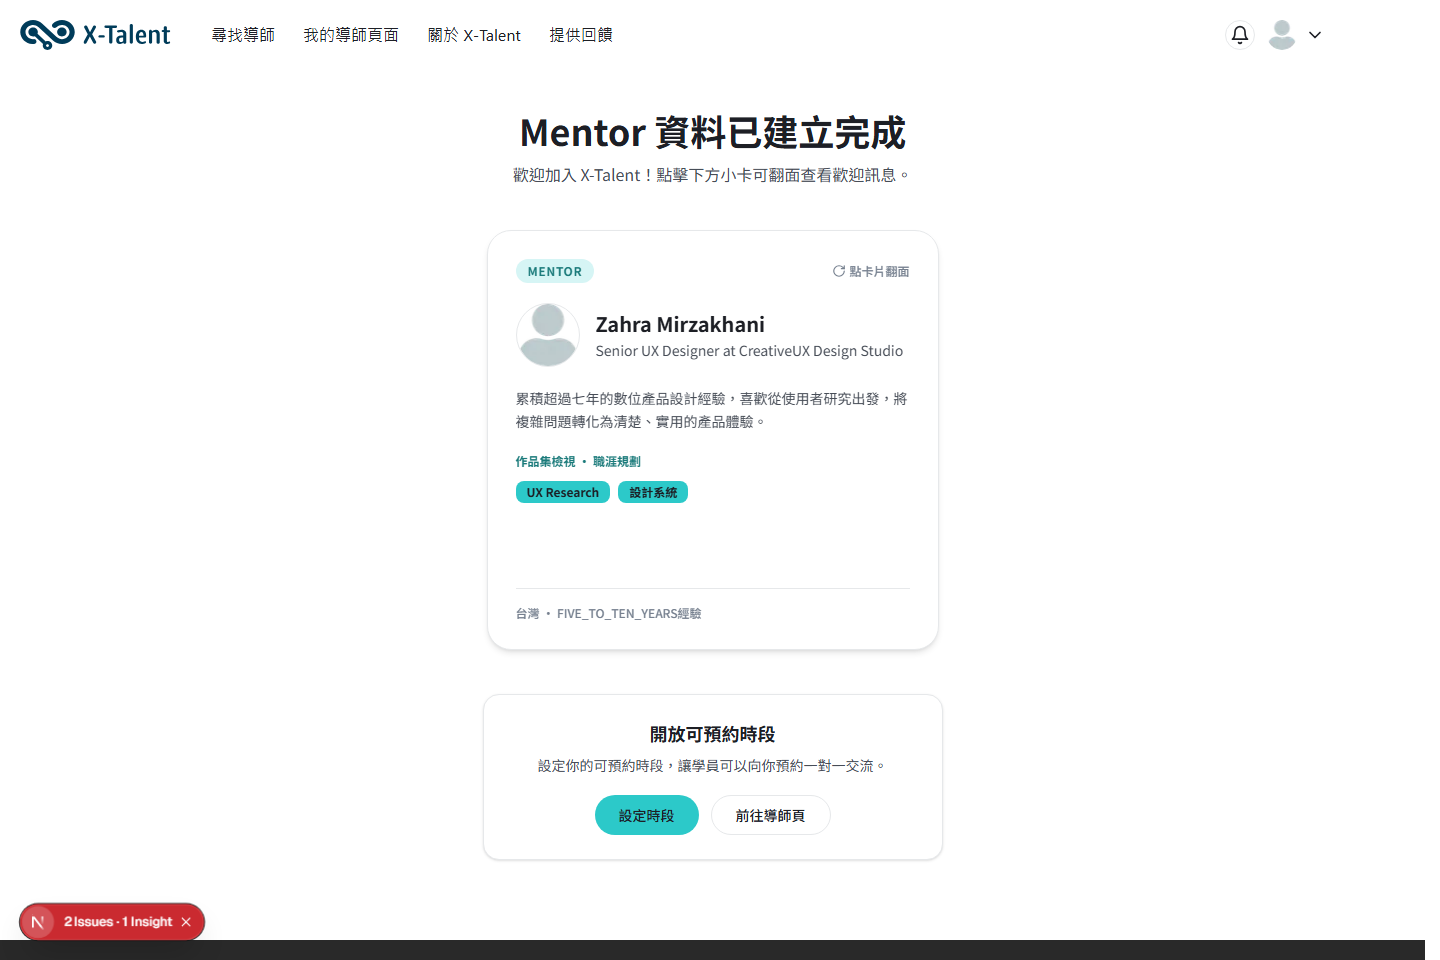 X-Talent
尋找導師
我的導師頁面
關於 X-Talent
提供回饋
Mentor 資料已建立完成
歡迎加入 X-Talent！點擊下方小卡可翻面查看歡迎訊息。
MENTOR
點卡片翻面
Zahra Mirzakhani
Senior UX Designer at CreativeUX Design Studio
累積超過七年的數位產品設計經驗，喜歡從使用者研究出發，將
複雜問題轉化為清楚、實用的產品體驗。
作品集檢視 • 職涯規劃
UX Research
設計系統
台灣 • FIVE_TO_TEN_YEARS經驗
開放可預約時段
設定你的可預約時段，讓學員可以向你預約一對一交流。
設定時段
前往導師頁
N
2 Issues · 1 Insight